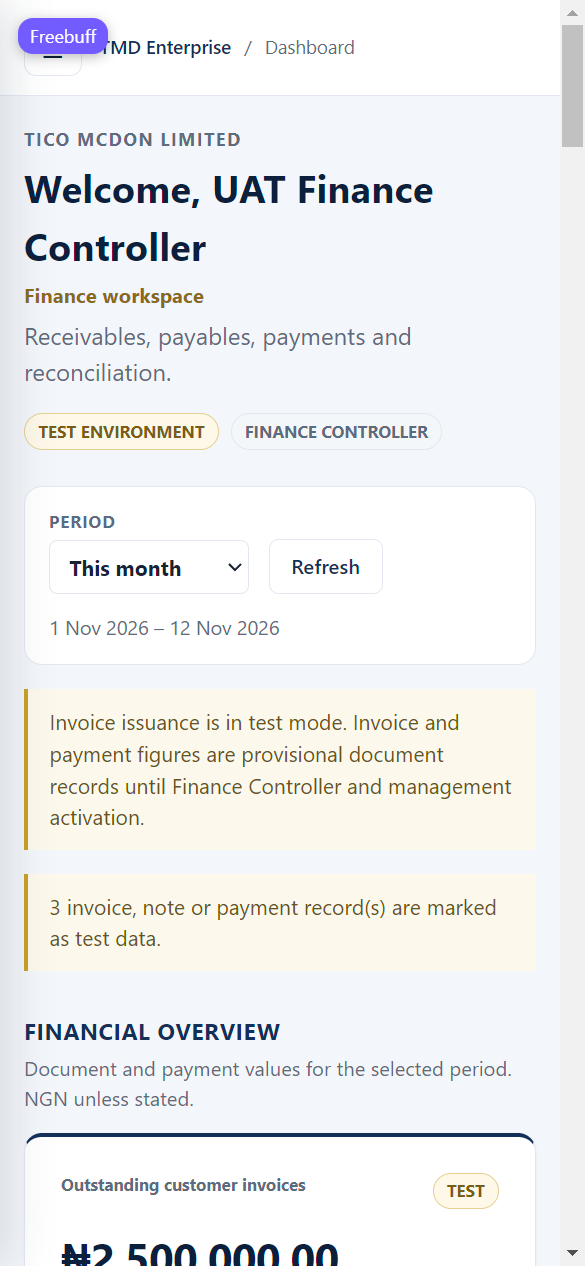 Freebuff
TMD Enterprise / Dashboard
TICO MCDON LIMITED
Welcome, UAT Finance
Controller
Finance workspace
Receivables, payables, payments and
reconciliation.
TEST ENVIRONMENT
FINANCE CONTROLLER
PERIOD
This month
Refresh
1 Nov 2026 – 12 Nov 2026
Invoice issuance is in test mode. Invoice and
payment figures are provisional document
records until Finance Controller and management
activation.
3 invoice, note or payment record(s) are marked
as test data.
FINANCIAL OVERVIEW
Document and payment values for the selected period.
NGN unless stated.
Outstanding customer invoices
TEST
₦2,500,000.00